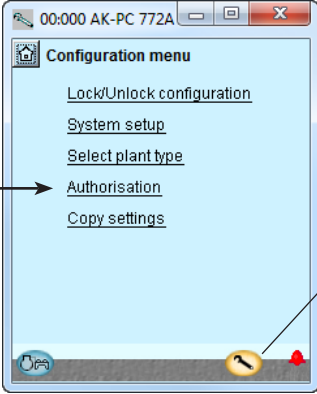 00:000 AK-PC 772A
Configuration menu
Lock/Unlock configuration
System setup
Select plant type
Authorisation
Copy settings